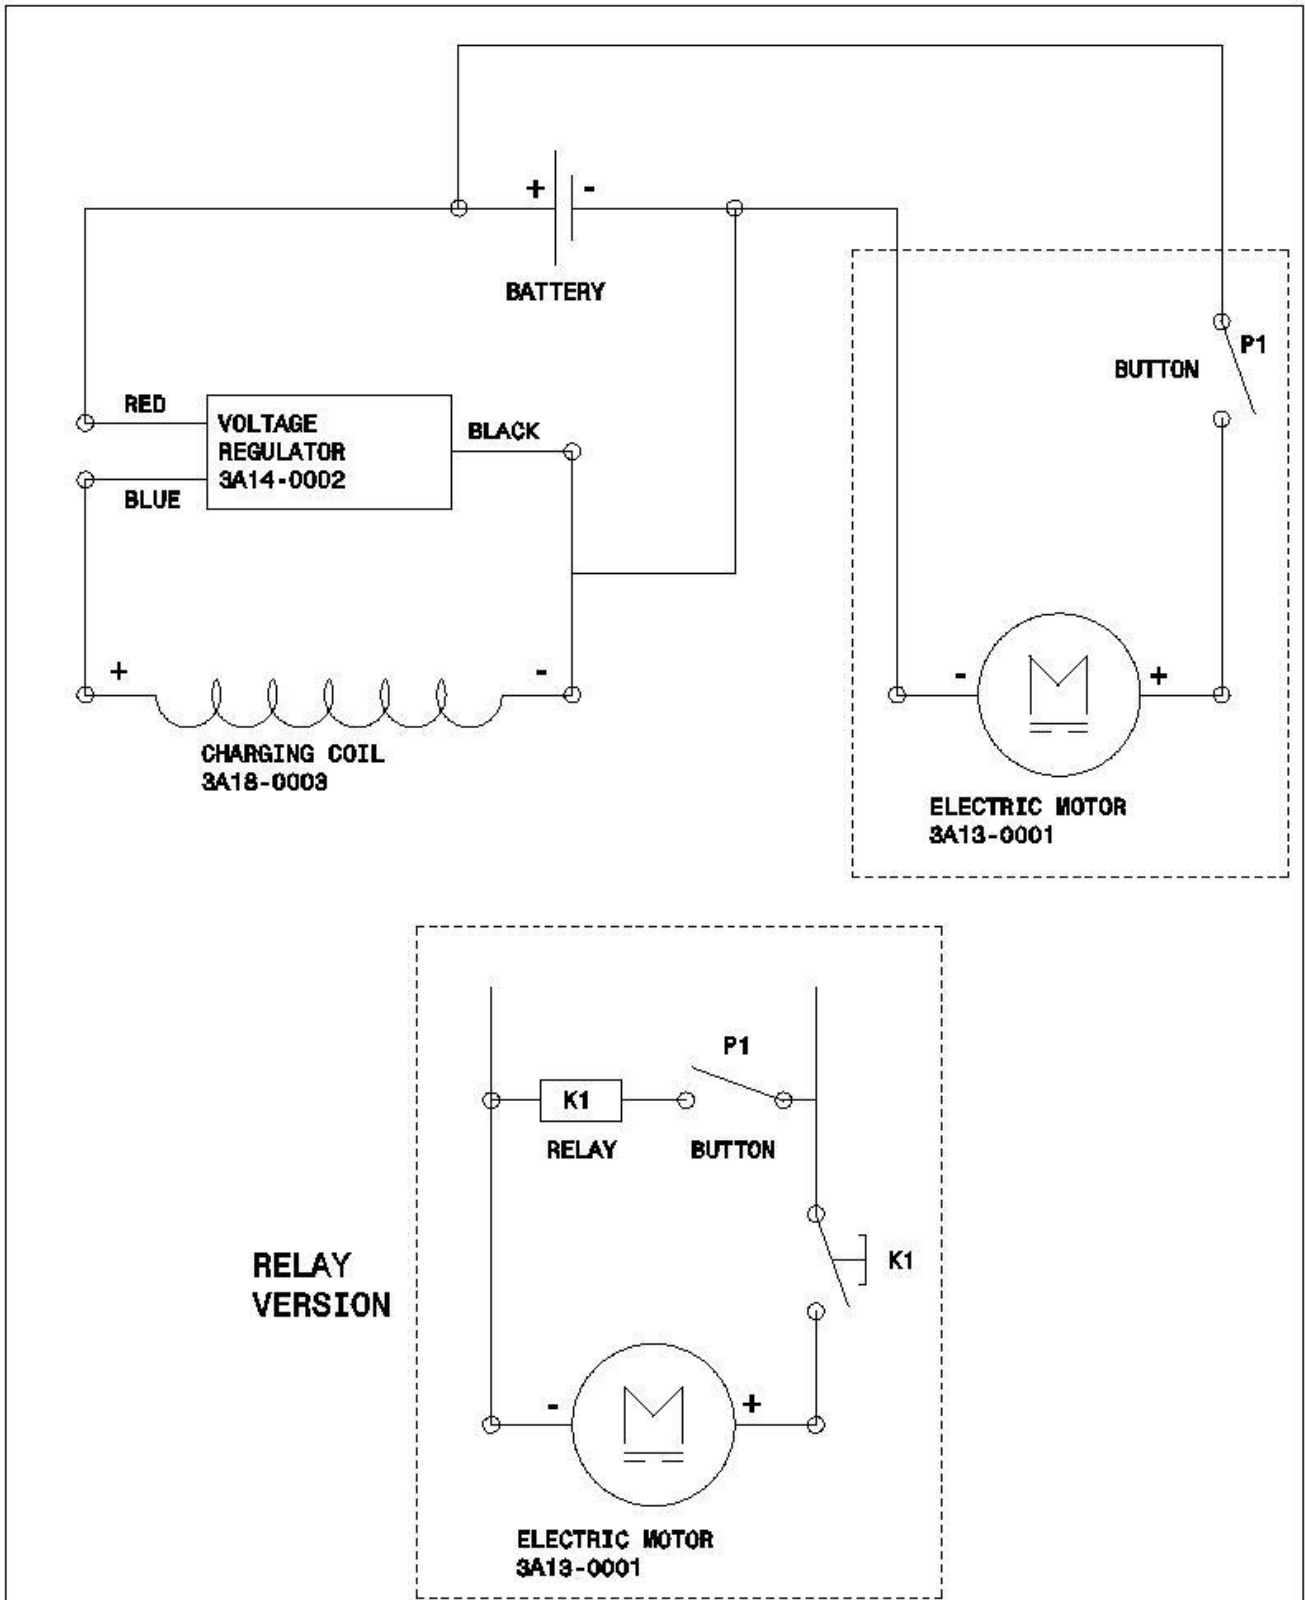 + -
BATTERY
P1
BUTTON
RED
VOLTAGE
REGULATOR
3A14-0002
BLACK
BLUE
+ -
CHARGING COIL
3A18-0003
- M +
ELECTRIC MOTOR
3A13-0001
P1
K1
RELAY
BUTTON
K1
RELAY
VERSION
- M +
ELECTRIC MOTOR
3A13-0001